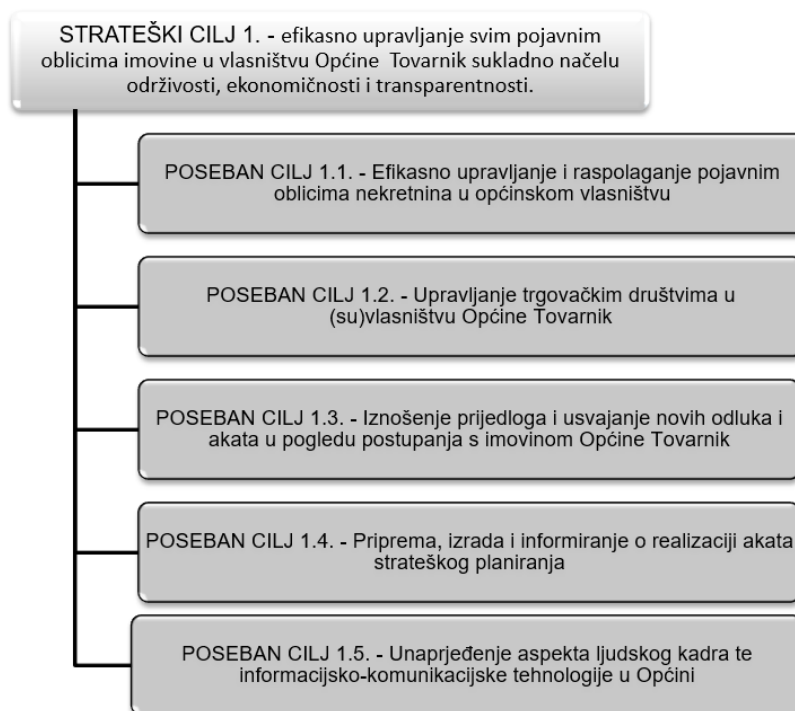 STRATEŠKI CILJ 1. - efikasno upravljanje svim pojavnim
oblicima imovine u vlasništvu Općine Tovarnik sukladno načelu
održivosti, ekonomičnosti i transparentnosti.
POSEBAN CILJ 1.1. - Efikasno upravljanje i raspolaganje pojavnim
oblicima nekretnina u općinskom vlasništvu
POSEBAN CILJ 1.2. - Upravljanje trgovačkim društvima u
(su)vlasništvu Općine Tovarnik
POSEBAN CILJ 1.3. - Iznošenje prijedloga i usvajanje novih odluka i
akata u pogledu postupanja s imovinom Općine Tovarnik
POSEBAN CILJ 1.4. - Priprema, izrada i informiranje o realizaciji akata
strateškog planiranja
POSEBAN CILJ 1.5. - Unaprjeđenje aspekta ljudskog kadra te
informacijsko-komunikacijske tehnologije u Općini